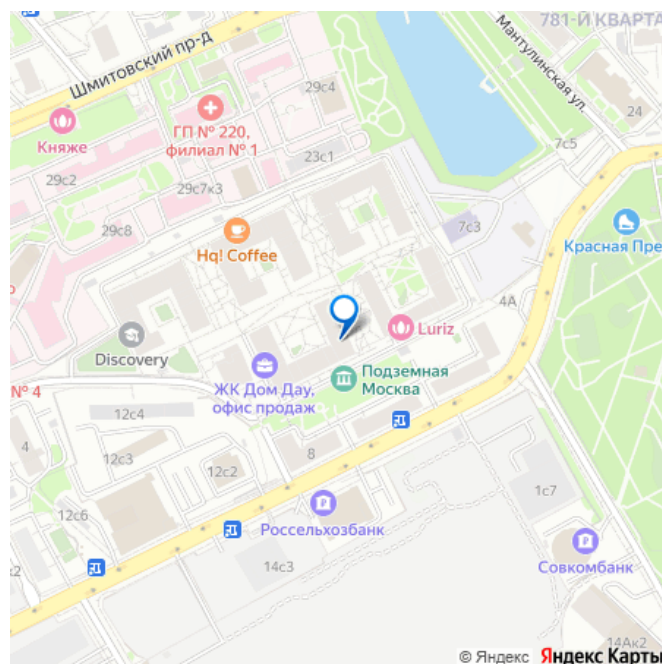 781-Й КВАРТА
Шмитовский пр-д
Мантулинская ул.
29с4
24
ГП № 220,
филиал № 1
Княже
23с1
7с5
29с2
29с7к3
29с8
7с3
Hq! Coffee
Красная Пре
4А
Luriz
Discovery
Подземная
Москва
ЖК Дом Дау,
офис продаж
№ 4
12с4
4
8
12с3
12с2
1с7
12с6
Россельхозбанк
Совкомбанк
14с3
к2
14Ак2
© Яндекс Яндекс Карты